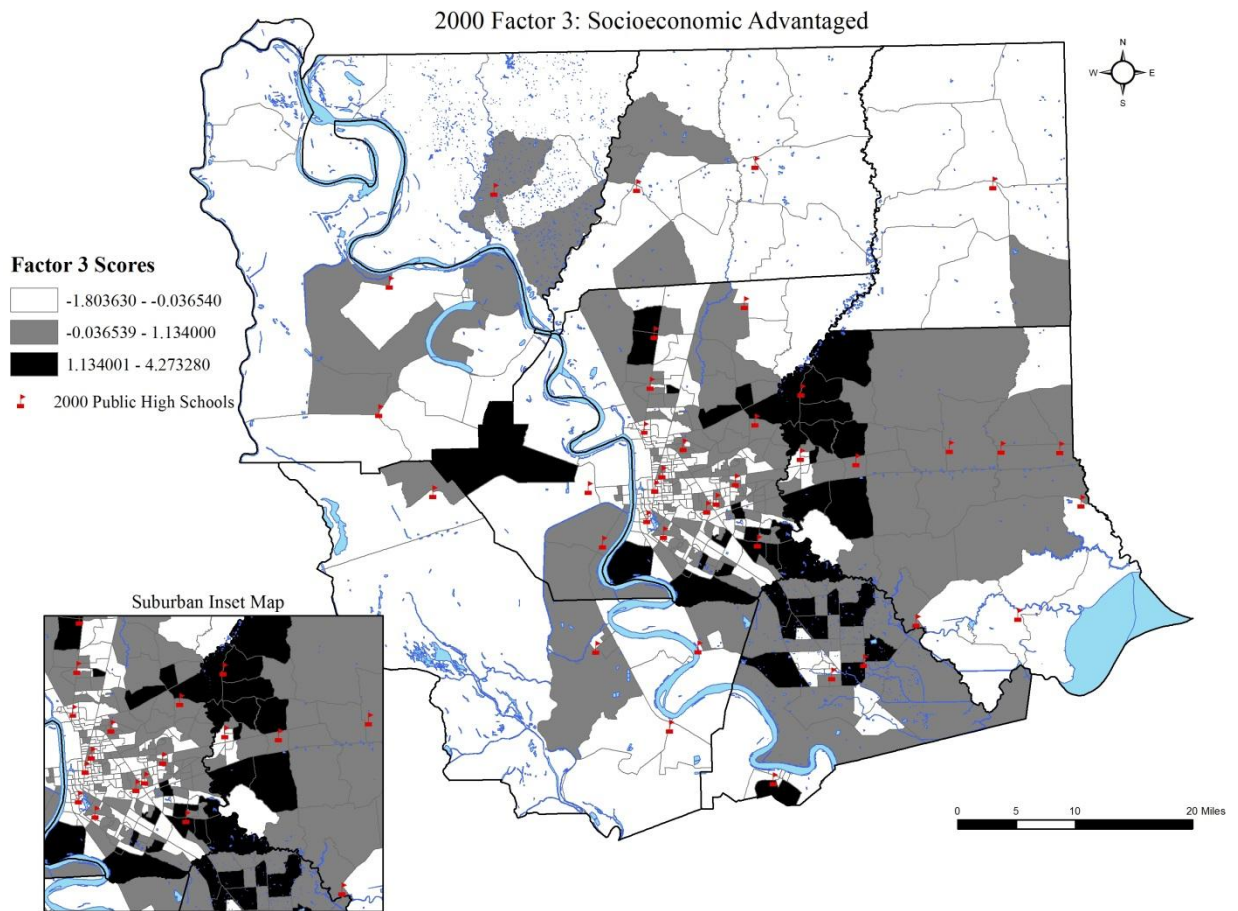 2000 Factor 3: Socioeconomic Advantaged
N
W E
S
Factor 3 Scores
-1.803630 - -0.036540
-0.036539 - 1.134000
1.134001 - 4.273280
2000 Public High Schools
Suburban Inset Map
0 5 10 20 Miles